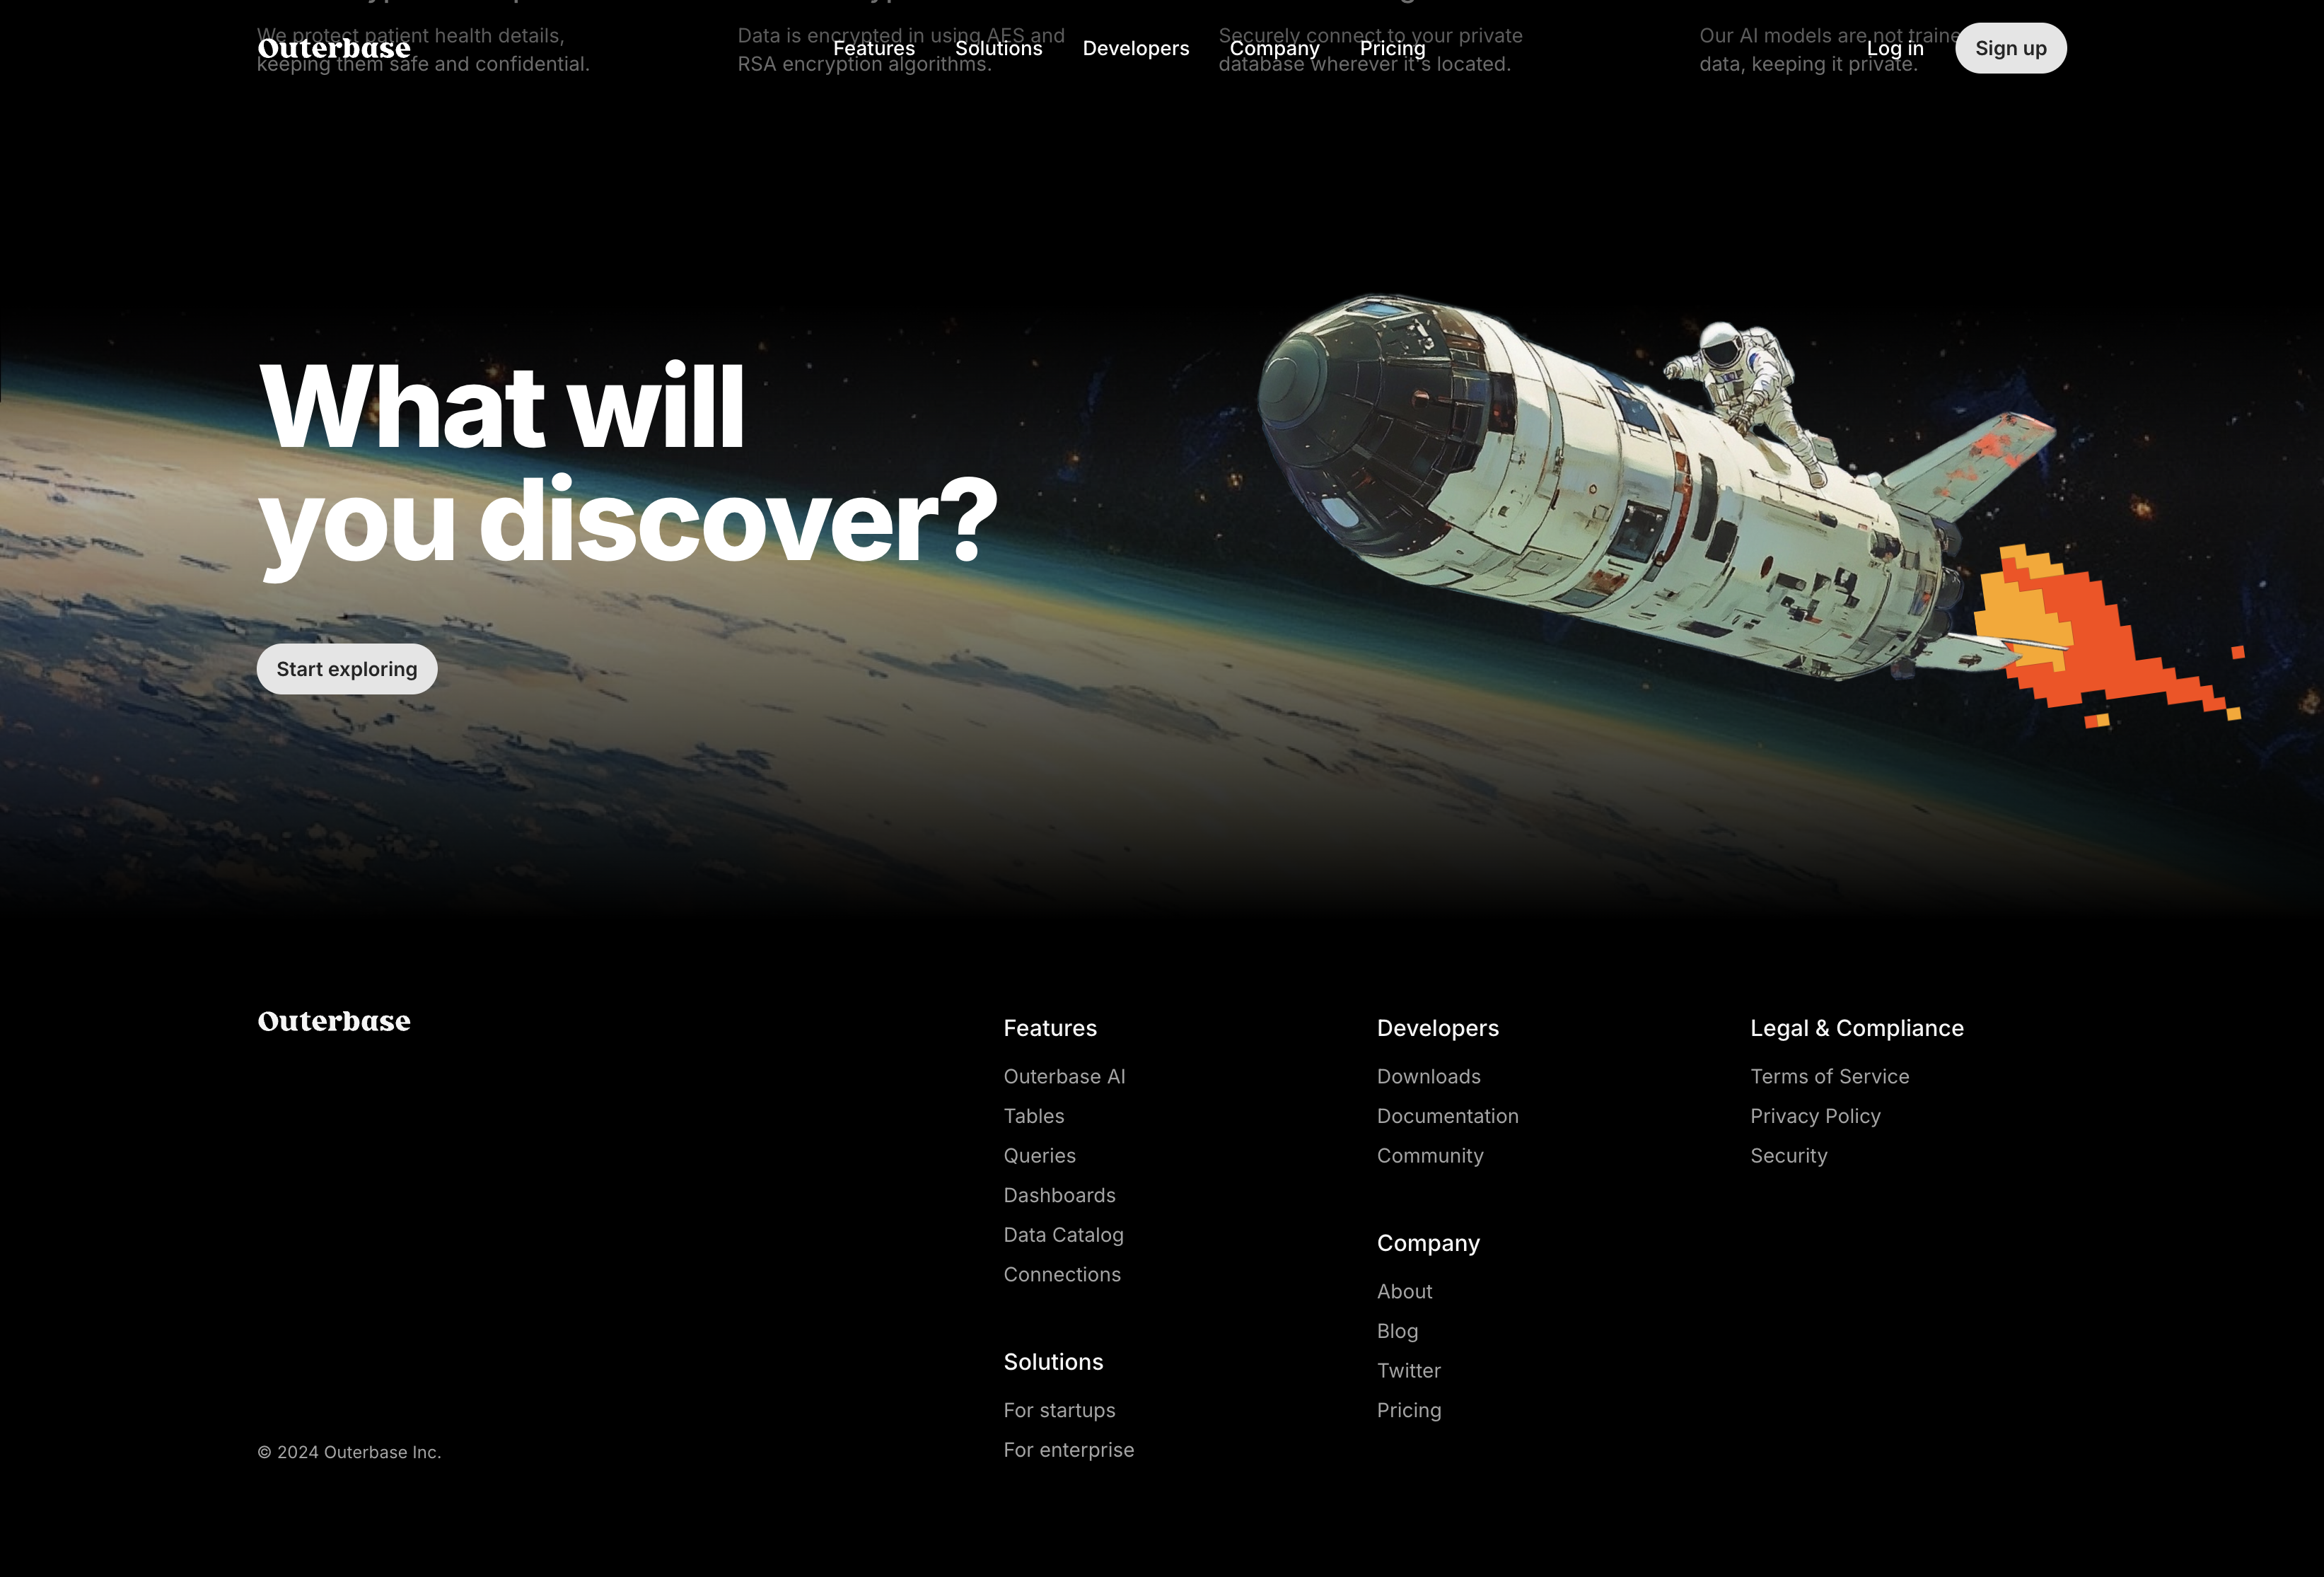 We protect patient health details,
keeping them safe and confidential.
Data is encrypted in using AES and
RSA encryption algorithms.
Securely connect to your private
database wherever it's located.
Our AI models are not
data, keeping it private.
Outerbase
Features
Solutions
Developers
Company
Pricing
Log in
Sign up
What will
you discover?
Start exploring
Outerbase
Features
Outerbase AI
Tables
Queries
Dashboards
Data Catalog
Connections
Solutions
For startups
For enterprise
Developers
Downloads
Documentation
Community
Company
About
Blog
Twitter
Pricing
Legal & Compliance
Terms of Service
Privacy Policy
Security
© 2024 Outerbase Inc.